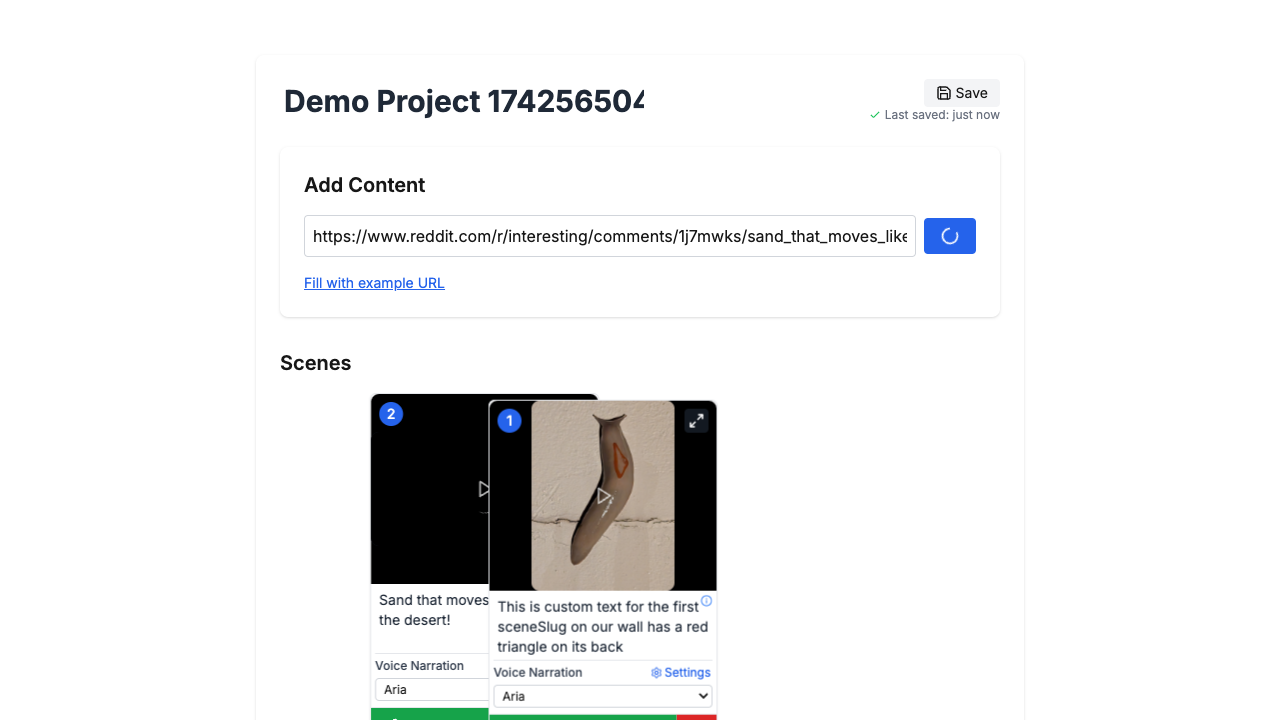 Demo Project 174256504
Save
Last saved: just now
Add Content
https://www.reddit.com/r/interesting/comments/1j7mwks/sand_that_moves_like
Fill with example URL
Scenes
2
Sand that moves
the desert!
Voice Narration
Aria
1
This is custom text for the first
sceneSlug on our wall has a red
triangle on its back
Voice Narration
Settings
Aria